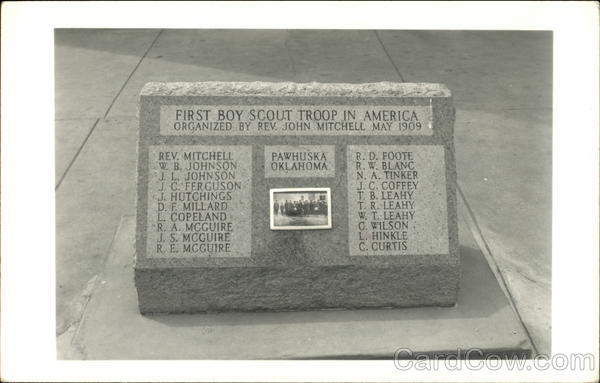 FIRST BOY SCOUT TROOP IN AMERICA
ORGANIZED BY REV. JOHN MITCHELL MAY 1909
REV. MITCHELL
W. B. JOHNSON
J. L. JOHNSON
J. C. FERGUSON
J. HUTCHINGS
D. F. MILLARD
L. COPELAND
R. A. MCGUIRE
J. S. MCGUIRE
R. E. MCGUIRE
PAWHUSKA
OKLAHOMA
R. D. FOOTE
R. W. BLANC
N. A. TINKER
J. C. COFFEY
T. B. LEAHY
T. R. LEAHY
W. T. LEAHY
C. WILSON
L. HINKLE
C. CURTIS
CardCow.com